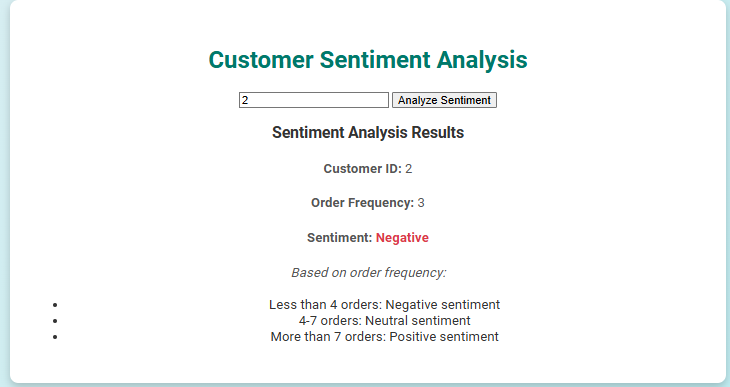 Customer Sentiment Analysis
2 Analyze Sentiment
Sentiment Analysis Results
Customer ID: 2
Order Frequency: 3
Sentiment: Negative
Based on order frequency:
• Less than 4 orders: Negative sentiment
• 4-7 orders: Neutral sentiment
• More than 7 orders: Positive sentiment